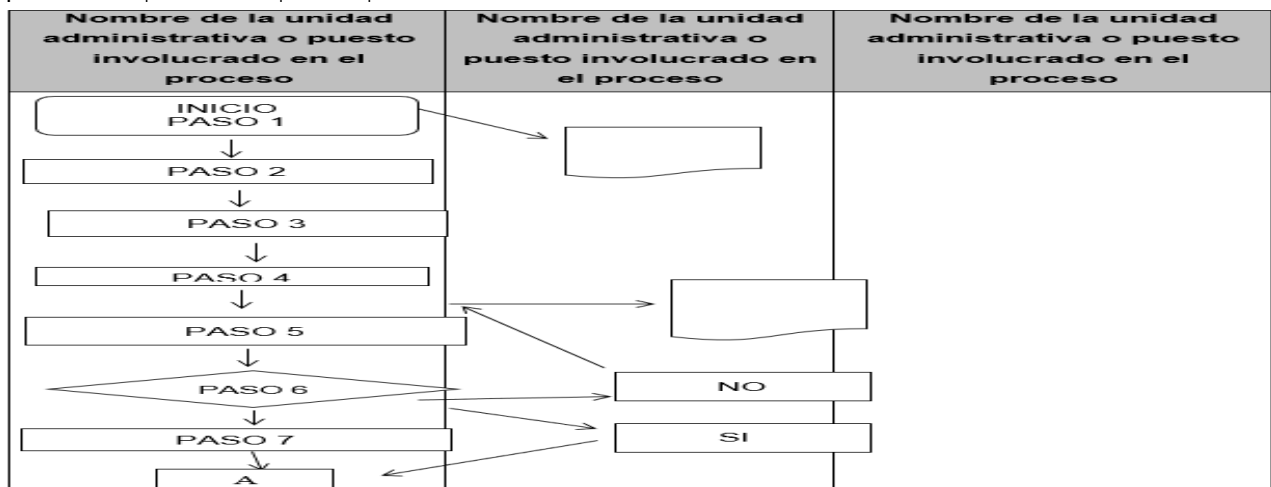 Nombre de la unidad
administrativa o puesto
involucrado en el
proceso
Nombre de la unidad
administrativa o
puesto involucrado en
el proceso
Nombre de la unidad
administrativa o puesto
involucrado en el
proceso
INICIO
PASO 1
PASO 2
PASO 3
PASO 4
PASO 5
PASO 6
NO
PASO 7
SI
A